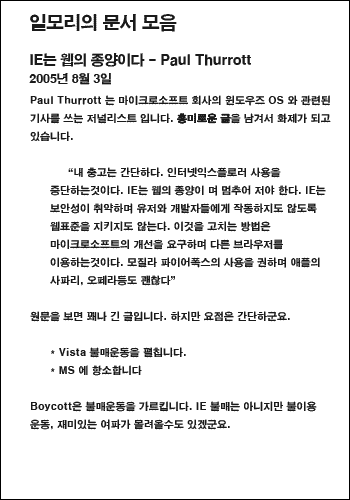 일모리의 문서 모음
IE는 웹의 종양이다 - Paul Thurrott
2005년 8월 3일
Paul Thurrott 는 마이크로소프트 회사의 윈도우즈 OS 와 관련된
기사를 쓰는 저널리스트 입니다. 흥미로운 글을 남겨서 화제가 되고
있습니다.
“내 충고는 간단하다. 인터넷익스플로러 사용을
중단하는것이다. IE는 웹의 종양이 며 멈추어 져야 한다. IE는
보안성이 취약하며 유저와 개발자들에게 작동하지도 않도록
웹표준을 지키지도 않는다. 이것을 고치는 방법은
마이크로소프트의 개선을 요구하며 다른 브라우저를
이용하는것이다. 모질라 파이어폭스의 사용을 권하며 애플의
사파리, 오페라등도 괜찮다”
원문을 보면 꽤나 긴 글입니다. 하지만 요점은 간단하군요.
* Vista 불매운동을 펼칩니다.
* MS 에 항소합니다
Boycott은 불매운동을 가르킵니다. IE 불매는 아니지만 불이용
운동, 재미있는 여파가 몰려올수도 있겠군요.